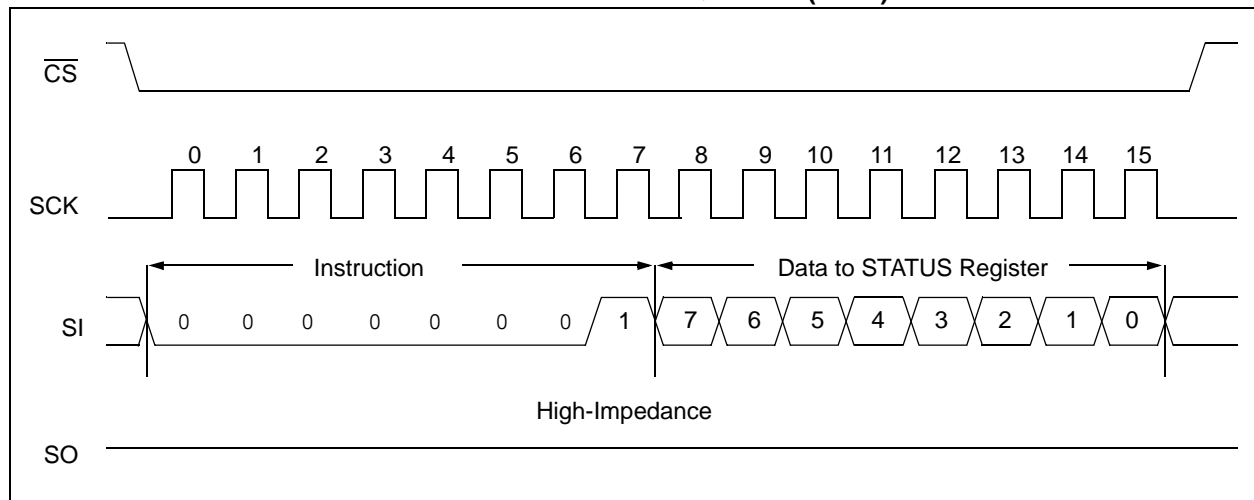 CS
0 1 2 3 4 5 6 7 8 9 10 11 12 13 14 15
SCK
Instruction
Data to STATUS Register
SI
0 0 0 0 0 0 0 1 7 6 5 4 3 2 1 0
High-Impedance
SO